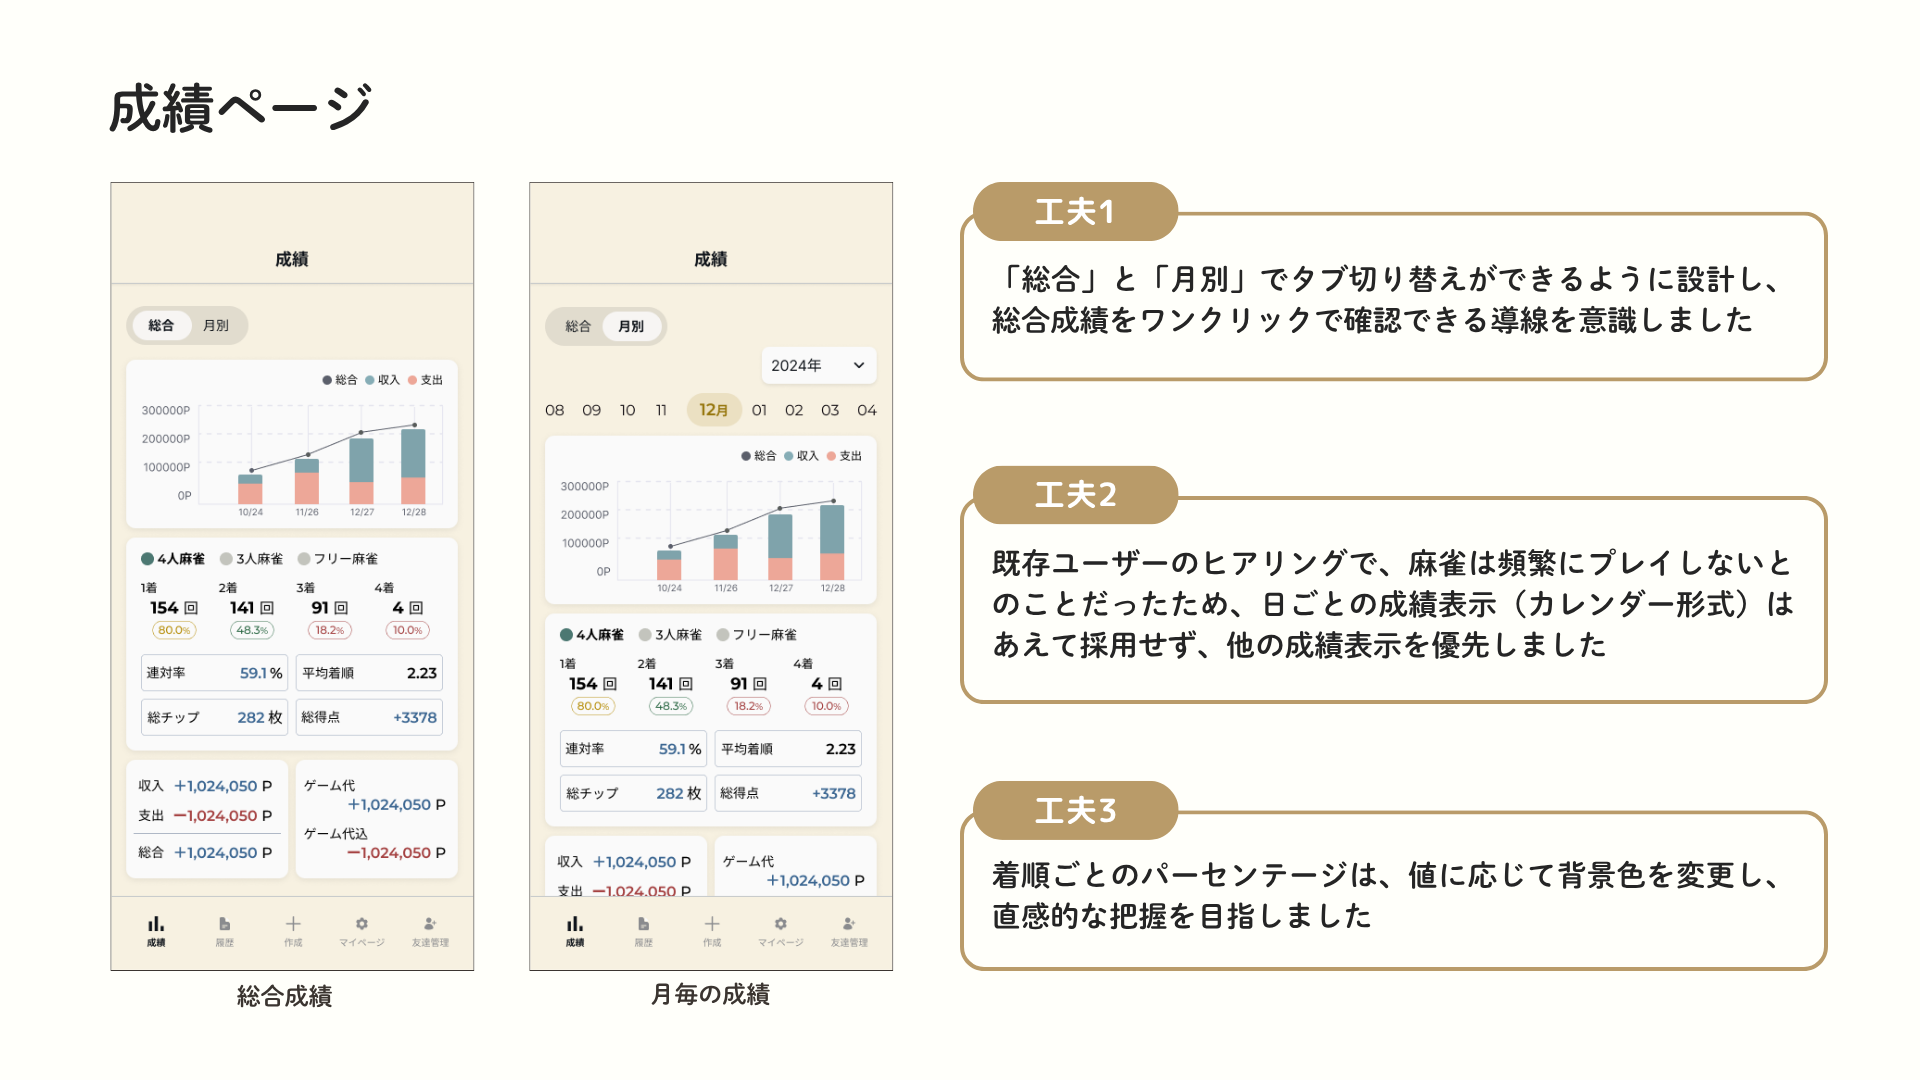 成績ページ
成績
総合 月別
総合 収入 支出
300000P
200000P
100000P
0P
10/24 11/26 12/27 12/28
4人麻雀 3人麻雀 フリー麻雀
1着 2着 3着 4着
154 回 141 回 91 回 4 回
80.0% 48.3% 18.2% 10.0%
連対率 59.1 % 平均着順 2.23
総チップ 282 枚 総得点 +3378
収入 +1,024,050 P
支出 ー1,024,050 P
総合 +1,024,050 P
ゲーム代
+1,024,050 P
ゲーム代込
ー1,024,050 P
成績 履歴 作成 マイページ 友達管理
総合成績
成績
総合 月別
2024年
08 09 10 11 12月 01 02 03 04
総合 収入 支出
300000P
200000P
100000P
0P
10/24 11/26 12/27 12/28
4人麻雀 3人麻雀 フリー麻雀
1着 2着 3着 4着
154 回 141 回 91 回 4 回
80.0% 48.3% 18.2% 10.0%
連対率 59.1 % 平均着順 2.23
総チップ 282 枚 総得点 +3378
収入 +1,024,050 P
支出 ー1,024,050 P
ゲーム代
+1,024,050 P
成績 履歴 作成 マイページ 友達管理
月毎の成績
工夫1
「総合」と「月別」でタブ切り替えができるように設計し、
総合成績をワンクリックで確認できる導線を意識しました
工夫2
既存ユーザーのヒアリングで、麻雀は頻繁にプレイしないと
のことだったため、日ごとの成績表示（カレンダー形式）は
あえて採用せず、他の成績表示を優先しました
工夫3
着順ごとのパーセンテージは、値に応じて背景色を変更し、
直感的な把握を目指しました